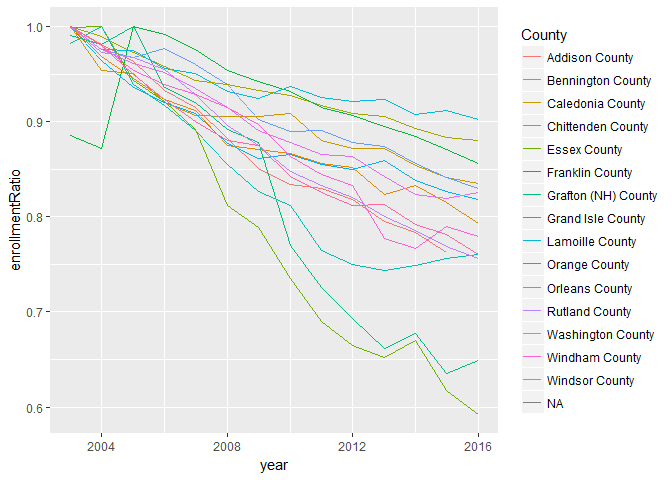 1.0
0.9
0.8
0.7
0.6
enrollmentRatio
2004
2008
2012
2016
year
County
Addison County
Bennington County
Caledonia County
Chittenden County
Essex County
Franklin County
Grafton (NH) County
Grand Isle County
Lamoille County
Orange County
Orleans County
Rutland County
Washington County
Windham County
Windsor County
NA